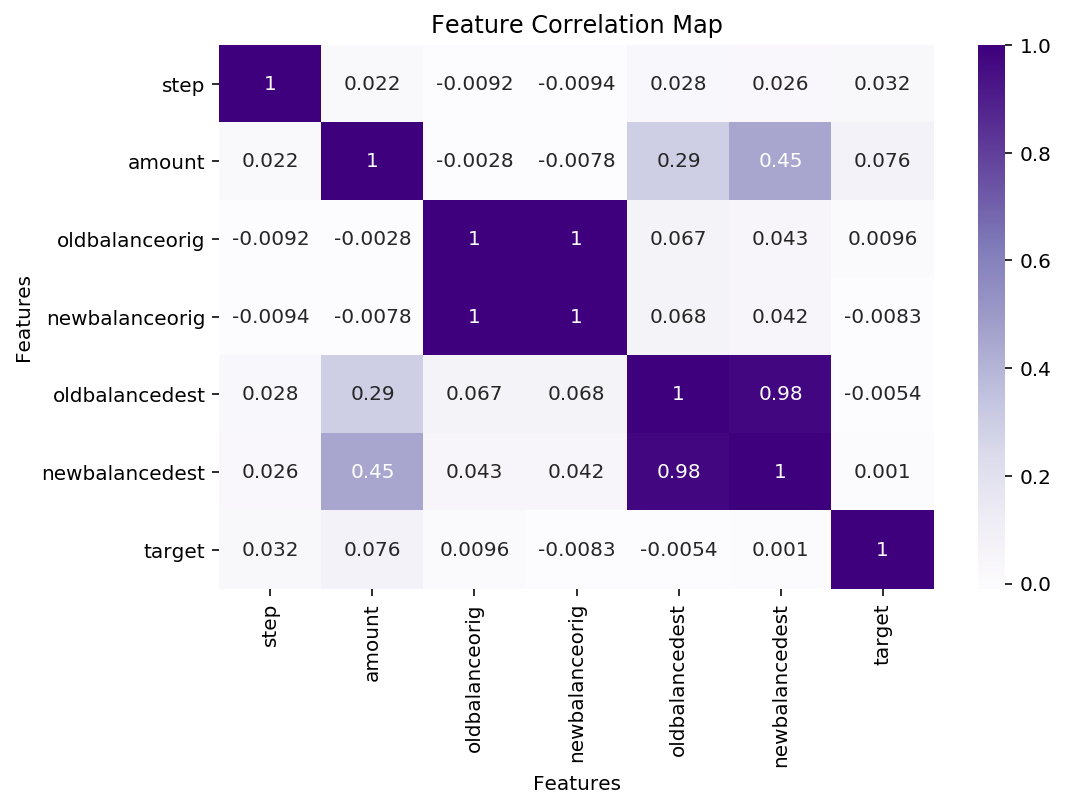 Feature Correlation Map
step 1 0.022 -0.0092 -0.0094 0.028 0.026 0.032
amount 0.022 1 -0.0028 -0.0078 0.29 0.45 0.076
oldbalanceorig -0.0092 -0.0028 1 1 0.067 0.043 0.0096
newbalanceorig -0.0094 -0.0078 1 1 0.068 0.042 -0.0083
oldbalancedest 0.028 0.29 0.067 0.068 1 0.98 -0.0054
newbalancedest 0.026 0.45 0.043 0.042 0.98 1 0.001
target 0.032 0.076 0.0096 -0.0083 -0.0054 0.001 1
Features
step
amount
oldbalanceorig
newbalanceorig
oldbalancedest
newbalancedest
target
Features
1.0
0.8
0.6
0.4
0.2
0.0